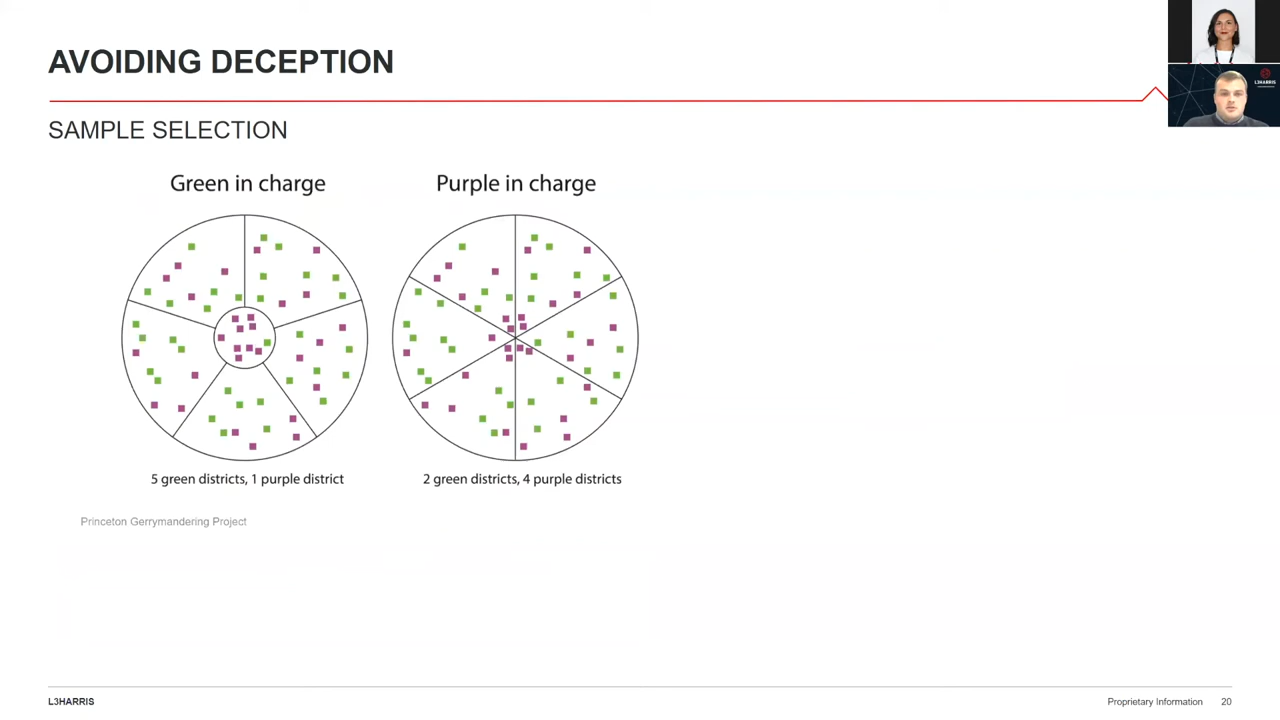 AVOIDING DECEPTION
L3HARRIS
SAMPLE SELECTION
Green in charge
Purple in charge
5 green districts, 1 purple district
2 green districts, 4 purple districts
Princeton Gerrymandering Project
L3HARRIS
Proprietary Information
20